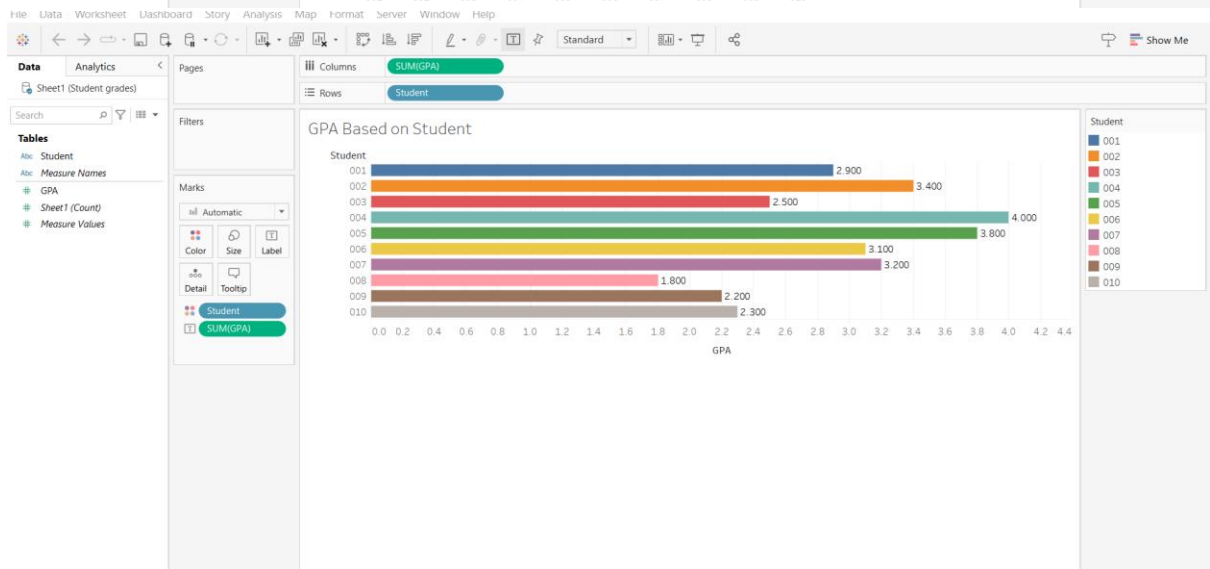 File Data Worksheet Dashboard Story Analysis Map Format Server Window Help
Standard
Show Me
Data Analytics
Sheet1 (Student grades)
Search
Tables
Abc Student
Abc Measure Names
# GPA
# Sheet1 (Count)
# Measure Values
Pages
Filters
Marks
Automatic
Color Size Label
Detail Tooltip
Student
SUM(GPA)
Columns SUM(GPA)
Rows Student
GPA Based on Student
Student
001 2.900
002 3.400
003 2.500
004 4.000
005 3.800
006 3.100
007 3.200
008 1.800
009 2.200
010 2.300
0.0 0.2 0.4 0.6 0.8 1.0 1.2 1.4 1.6 1.8 2.0 2.2 2.4 2.6 2.8 3.0 3.2 3.4 3.6 3.8 4.0 4.2 4.4
GPA
Student
001
002
003
004
005
006
007
008
009
010